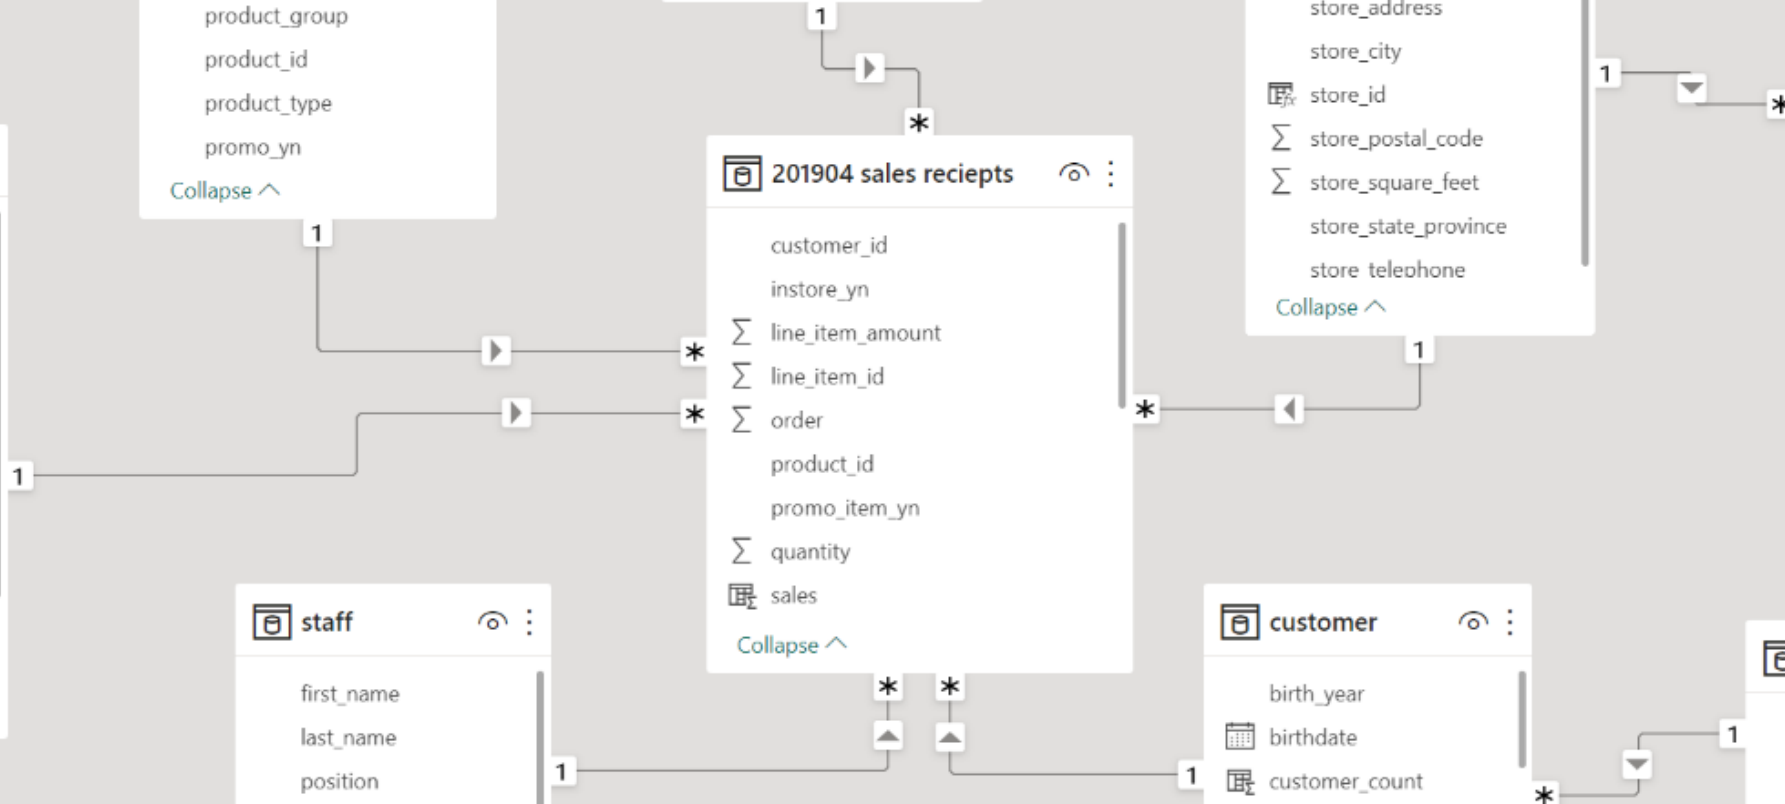 product_group
product_id
product_type
promo_yn
Collapse
1
1
*
201904 sales reciepts
customer_id
instore_yn
line_item_amount
line_item_id
order
product_id
promo_item_yn
quantity
sales
Collapse
store_address
store_city
store_id
store_postal_code
store_square_feet
store_state_province
store_telephone
Collapse
1
*
1
*
*
*
1
1
staff
first_name
last_name
position
1
*
*
customer
birth_year
birthdate
customer_count
1
1
*